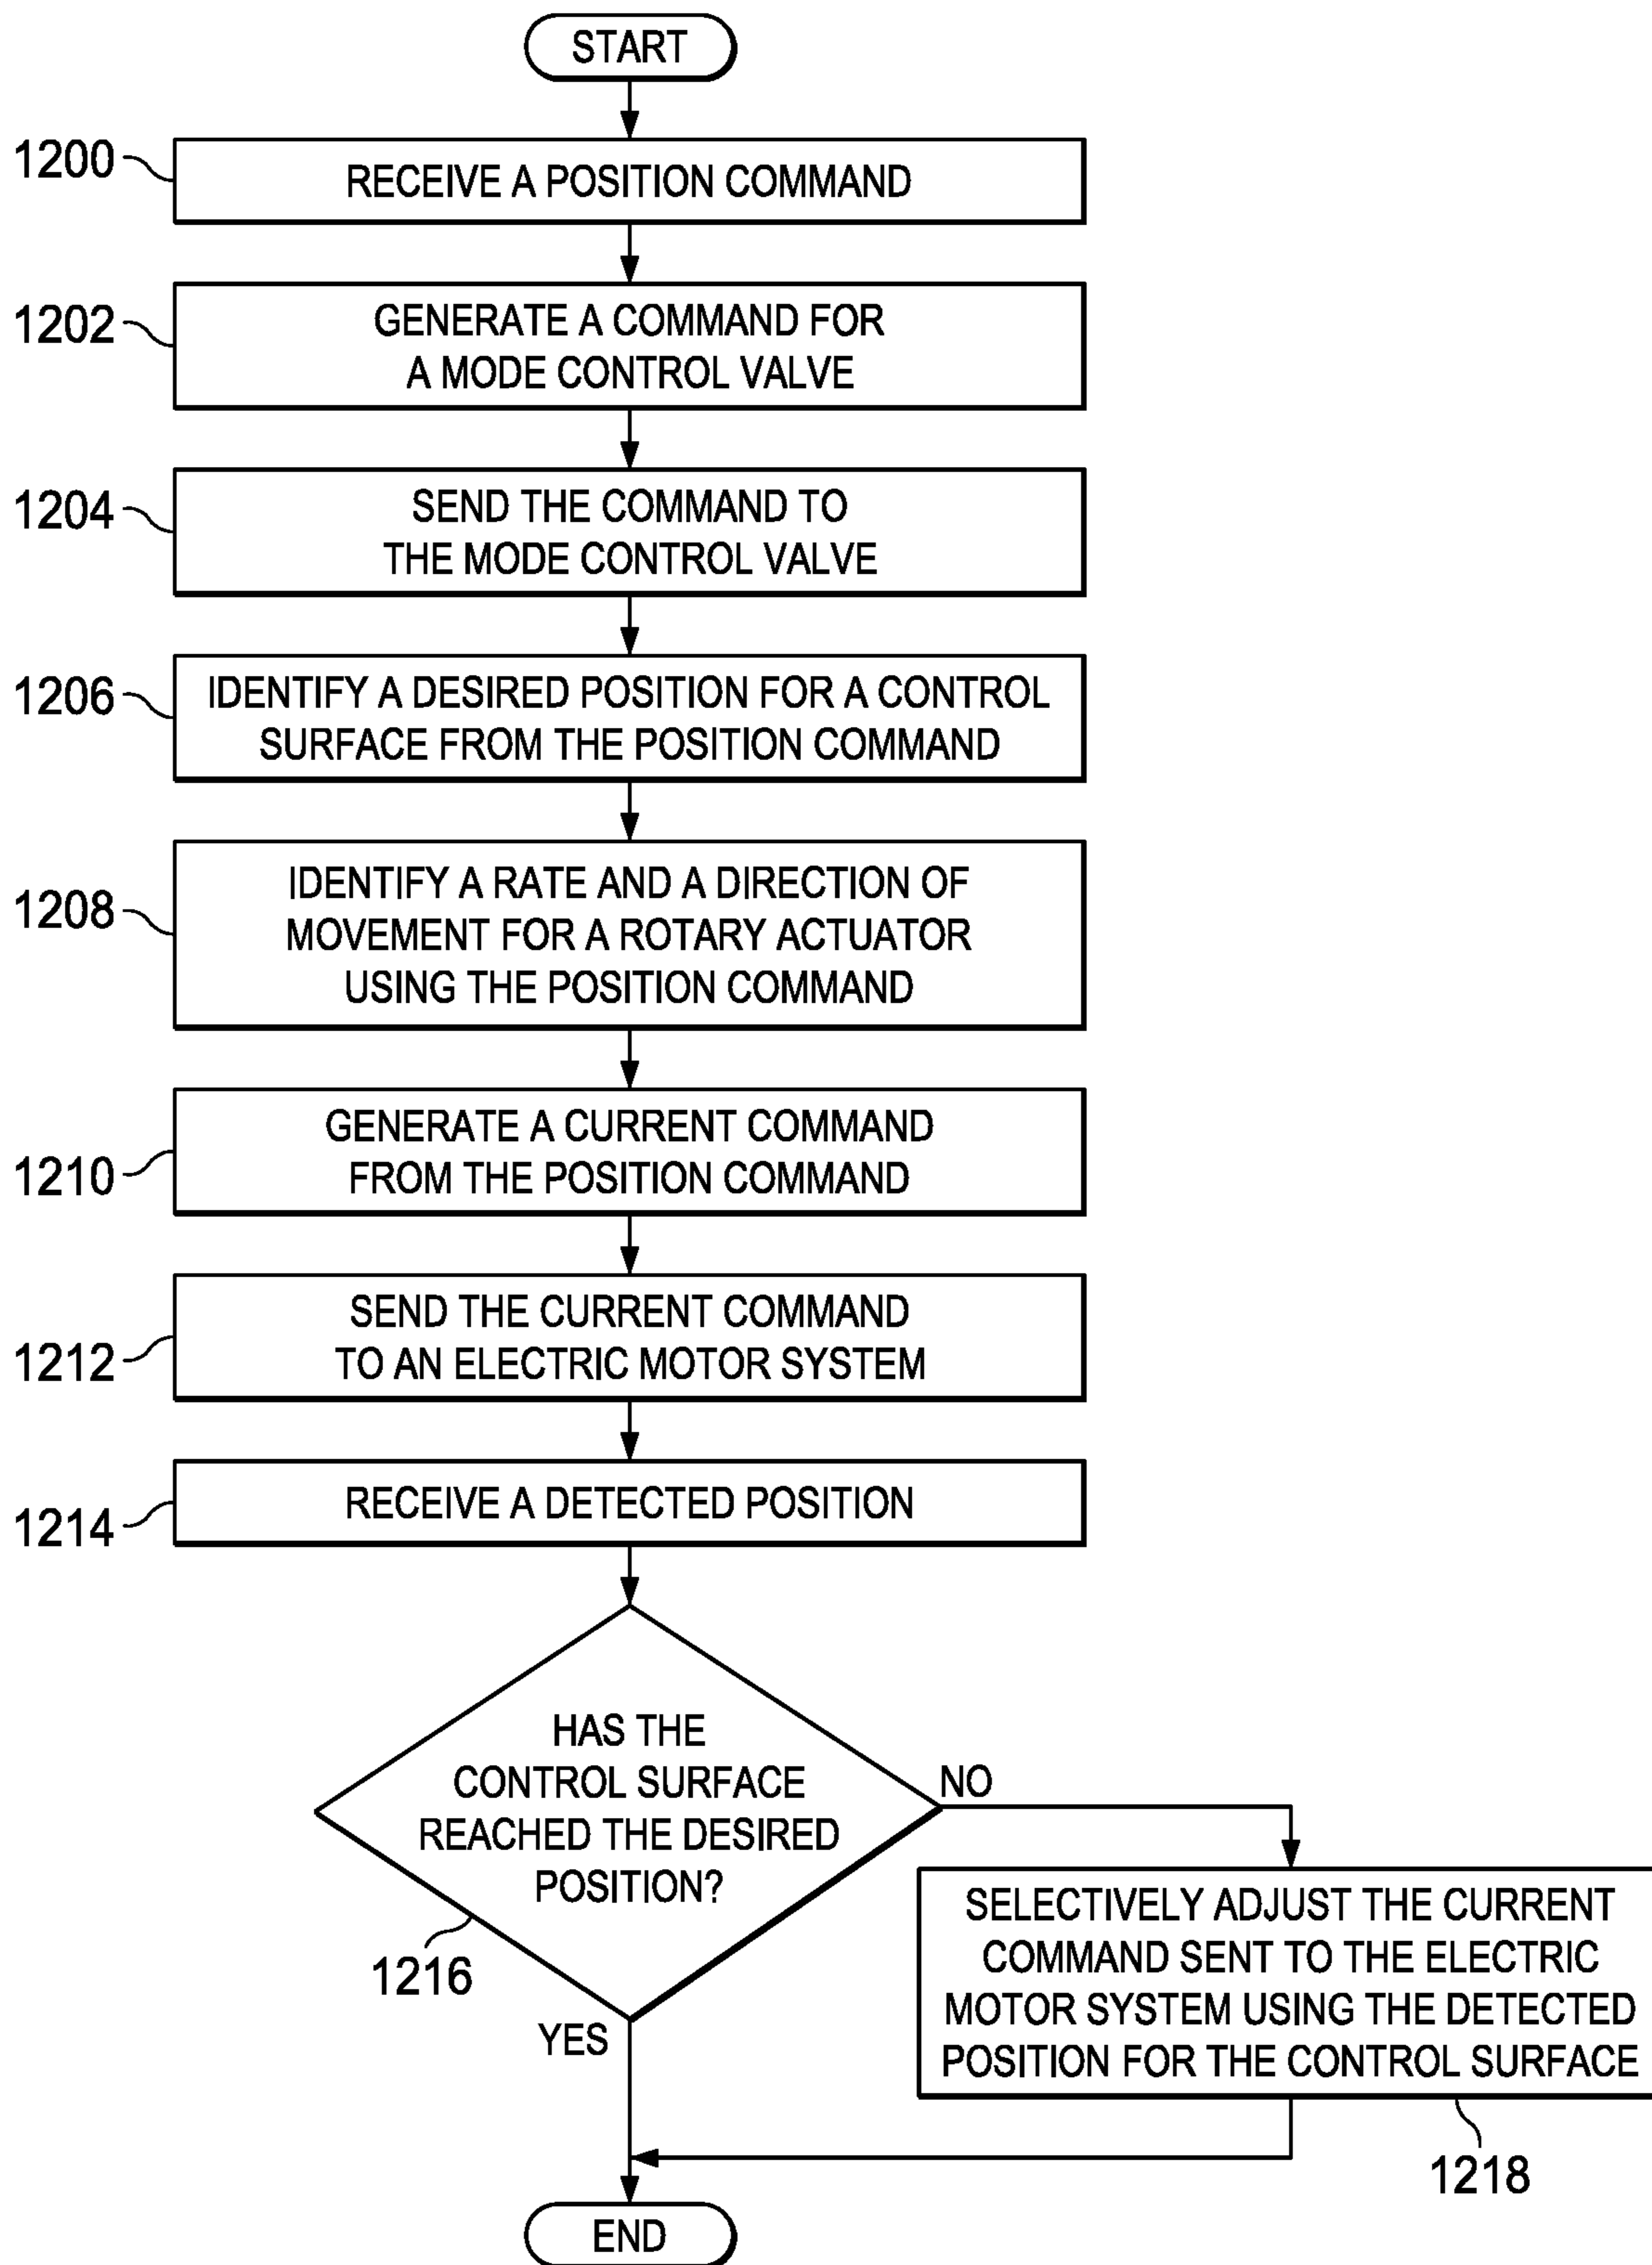 START
1200
RECEIVE A POSITION COMMAND
1202
GENERATE A COMMAND FOR
A MODE CONTROL VALVE
1204
SEND THE COMMAND TO
THE MODE CONTROL VALVE
1206
IDENTIFY A DESIRED POSITION FOR A CONTROL
SURFACE FROM THE POSITION COMMAND
1208
IDENTIFY A RATE AND A DIRECTION OF
MOVEMENT FOR A ROTARY ACTUATOR
USING THE POSITION COMMAND
1210
GENERATE A CURRENT COMMAND
FROM THE POSITION COMMAND
1212
SEND THE CURRENT COMMAND
TO AN ELECTRIC MOTOR SYSTEM
1214
RECEIVE A DETECTED POSITION
HAS THE
CONTROL SURFACE
REACHED THE DESIRED
POSITION?
1216
NO
SELECTIVELY ADJUST THE CURRENT
COMMAND SENT TO THE ELECTRIC
MOTOR SYSTEM USING THE DETECTED
POSITION FOR THE CONTROL SURFACE
1218
YES
END